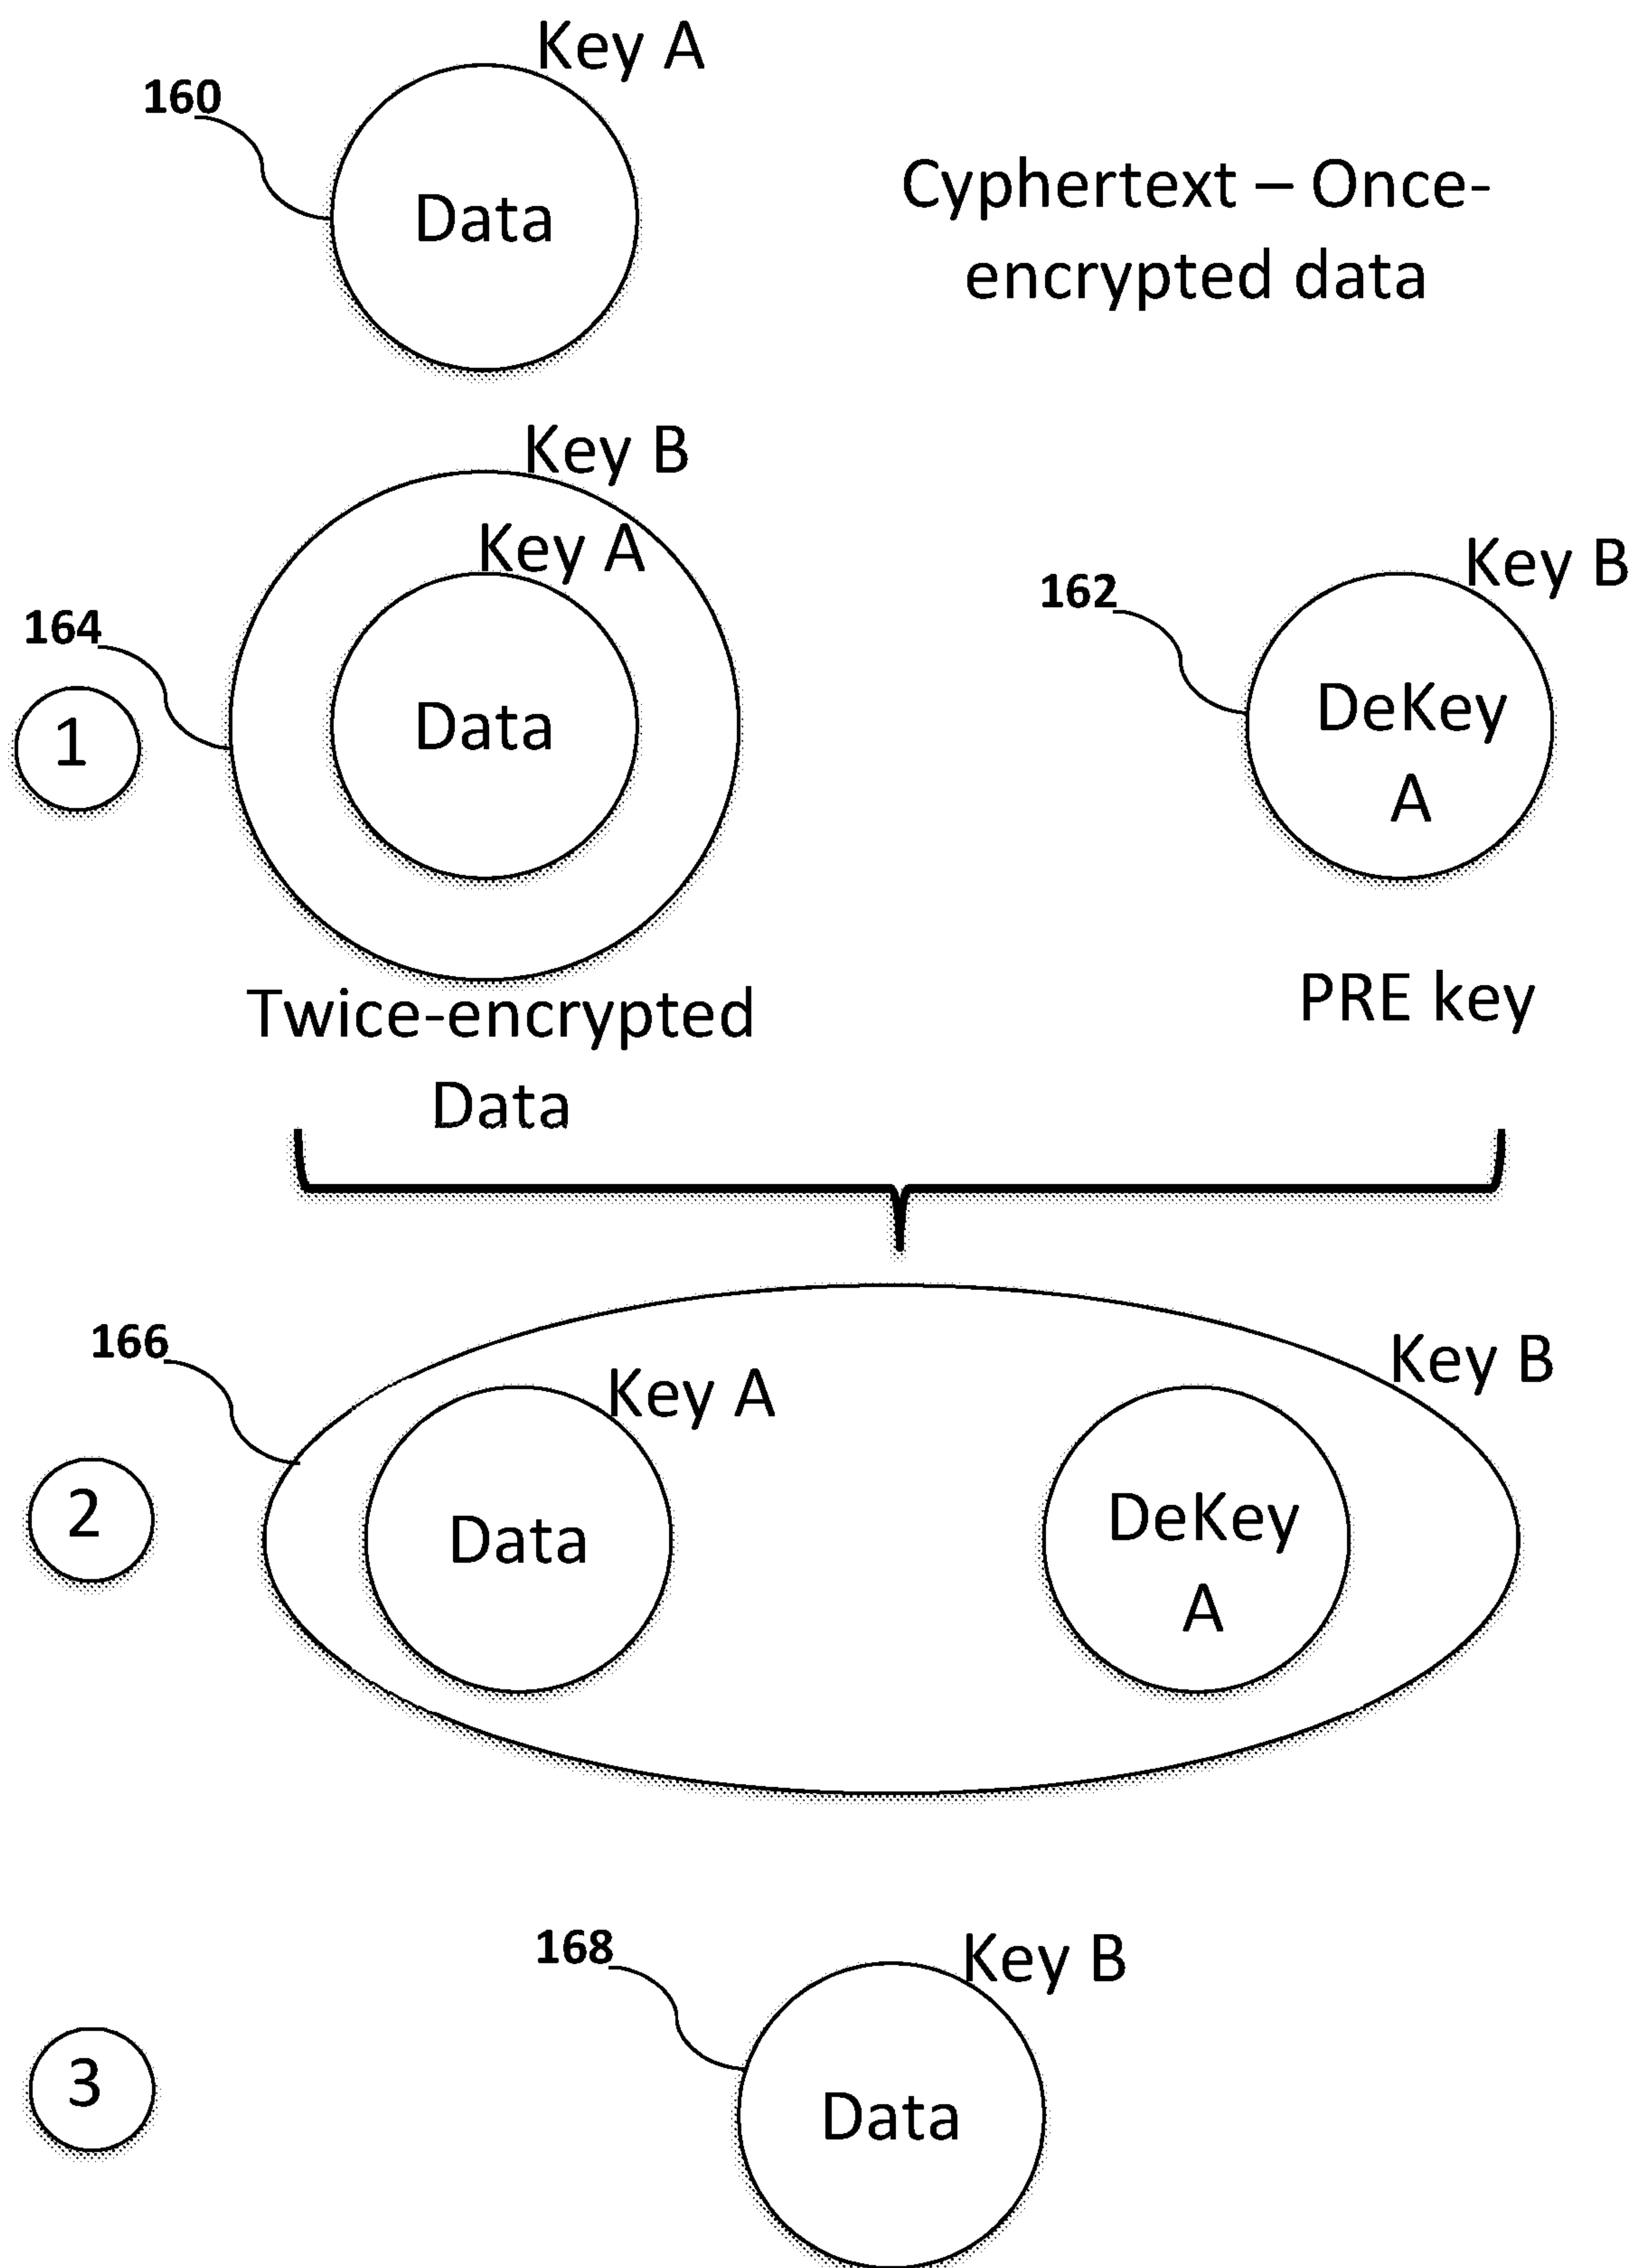 Key A
160
Data
Cyphertext – Once-
encrypted data
Key B
Key A
164
1
Data
162
Key B
DeKey
A
Twice-encrypted
Data
PRE key
166
Key A
Key B
2
Data
DeKey
A
168
Key B
3
Data